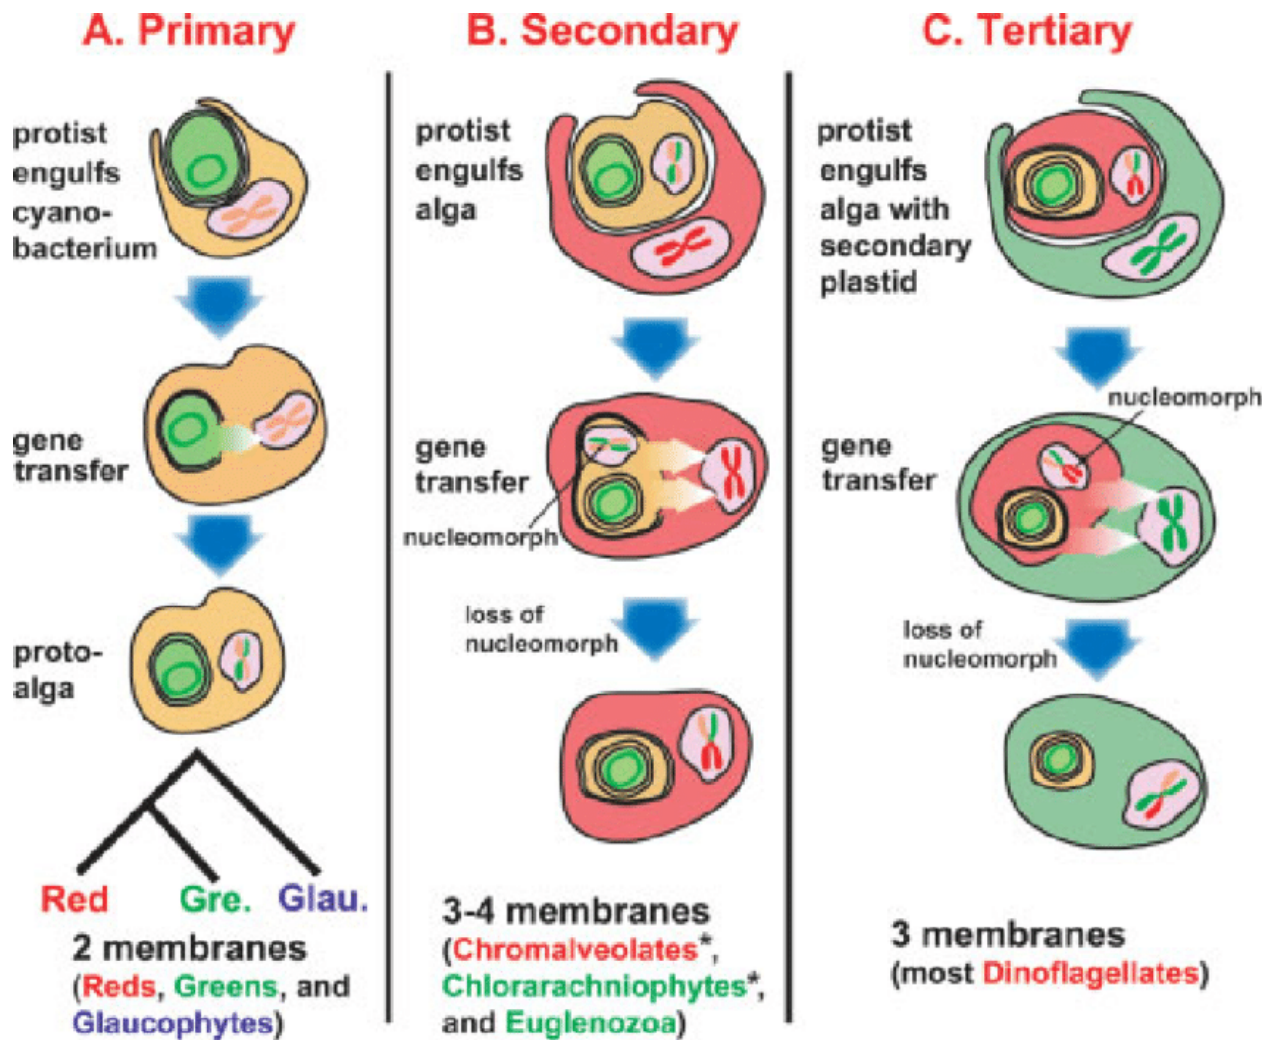 A. Primary
protist
engulfs
cyano-
bacterium
gene
transfer
proto-
alga
Red Gre. Glau.
2 membranes
(Reds, Greens, and
Glaucophytes)
B. Secondary
protist
engulfs
alga
gene
transfer
nucleomorph
loss of
nucleomorph
3-4 membranes
(Chromalveolates*,
Chlorarachniophytes*,
and Euglenozoa)
C. Tertiary
protist
engulfs
alga with
secondary
plastid
nucleomorph
gene
transfer
loss of
nucleomorph
3 membranes
(most Dinoflagellates)